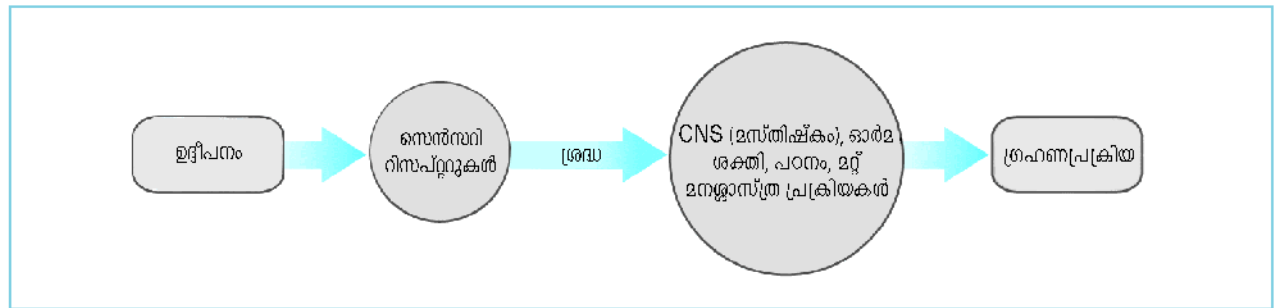 ഉദ്ദീപനം
സെൻസറി
റിസപ്റ്ററുകൾ
ശ്രദ്ധ
CNS (മസ്തിഷ്കം), ഓർമ
ശക്തി, പഠനം, മറ്റ്
മനശ്ശാസ്ത്ര പ്രക്രിയകൾ
ഗ്രഹണപ്രക്രിയ